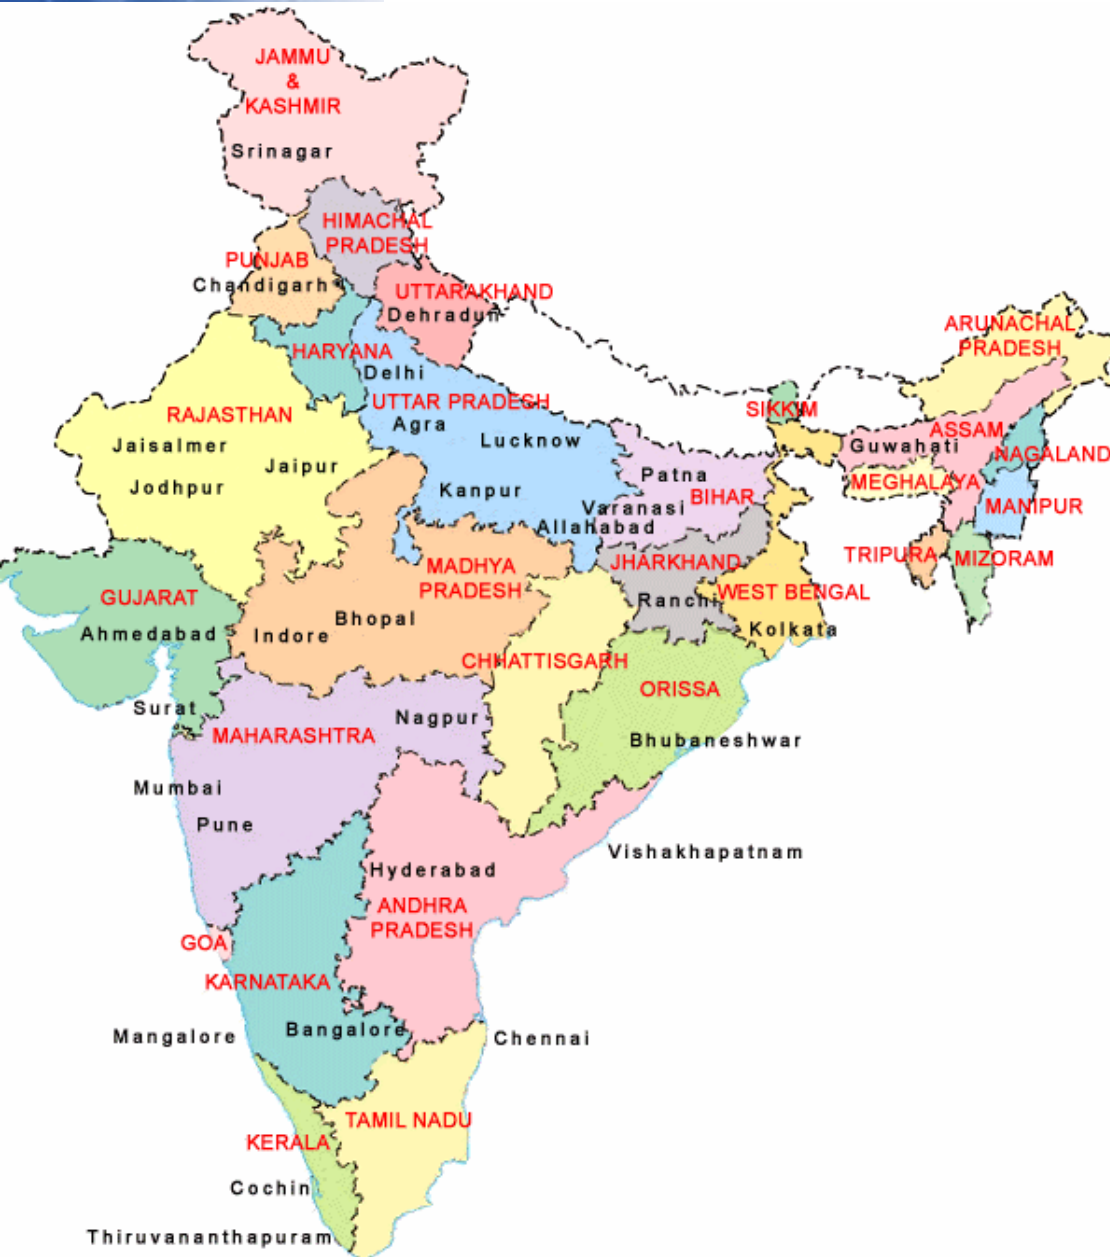 JAMMU
&
KASHMIR
Srinagar
HIMACHAL
PRADESH
PUNJAB
Chandigarh
UTTARAKHAND
Dehradun
HARYANA
Delhi
ARUNACHAL
PRADESH
RAJASTHAN
UTTAR PRADESH
SIKKIM
Jaisalmer
Agra
Lucknow
Guwahati
ASSAM
NAGALAND
Jaipur
Jodhpur
Kanpur
Patna
BIHAR
MEGHALAYA
Varanasi
MANIPUR
Allahabad
TRIPURA
MIZORAM
MADHYA
PRADESH
JHARKHAND
WEST BENGAL
GUJARAT
Ranchi
Ahmedabad
Indore
Bhopal
Kolkata
CHHATTISGARH
ORISSA
Surat
Nagpur
MAHARASHTRA
Bhubaneshwar
Mumbai
Pune
Vishakhapatnam
Hyderabad
ANDHRA
PRADESH
GOA
KARNATAKA
Mangalore
Bangalore
Chennai
TAMIL NADU
KERALA
Cochin
Thiruvananthapuram